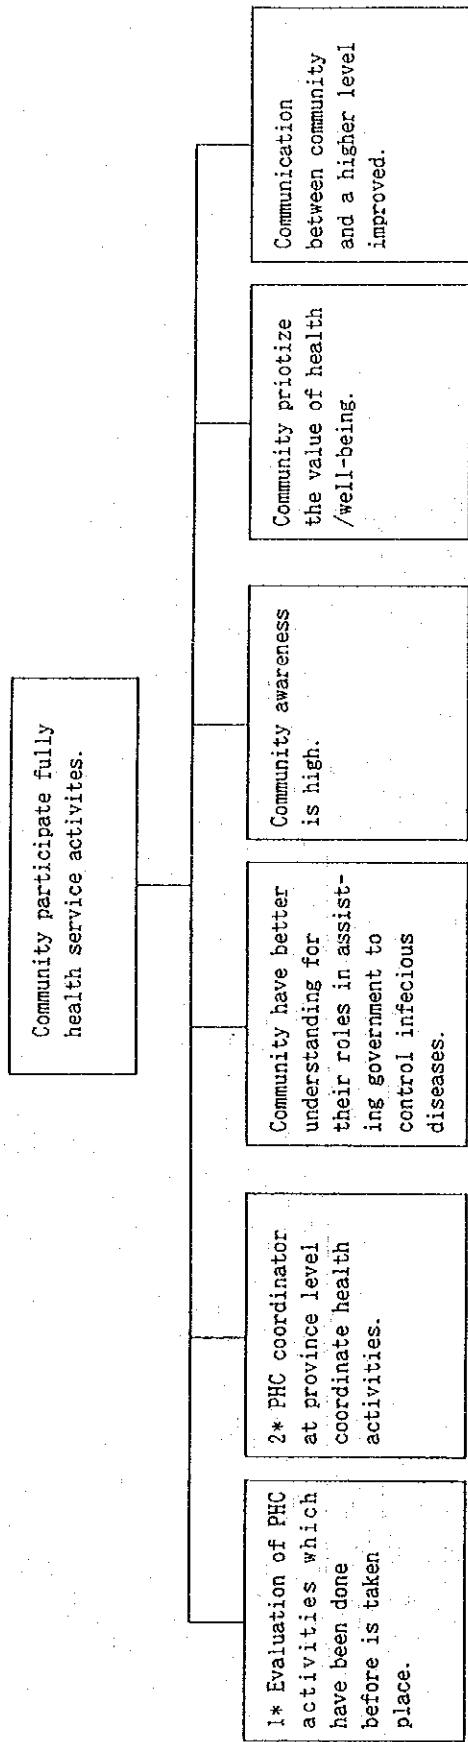 Community participate fully
health service activites.
1* Evaluation of PHC
activities which
have been done
before is taken
place.
2* PHC coordinator
at province level
coordinate health
activities.
Community have better
understanding for
their roles in assist-
ing government to
control infecious
diseases.
Community awareness
is high.
Community priotize
the value of health
/well-being.
Communication
between community
and a higher level
improved.